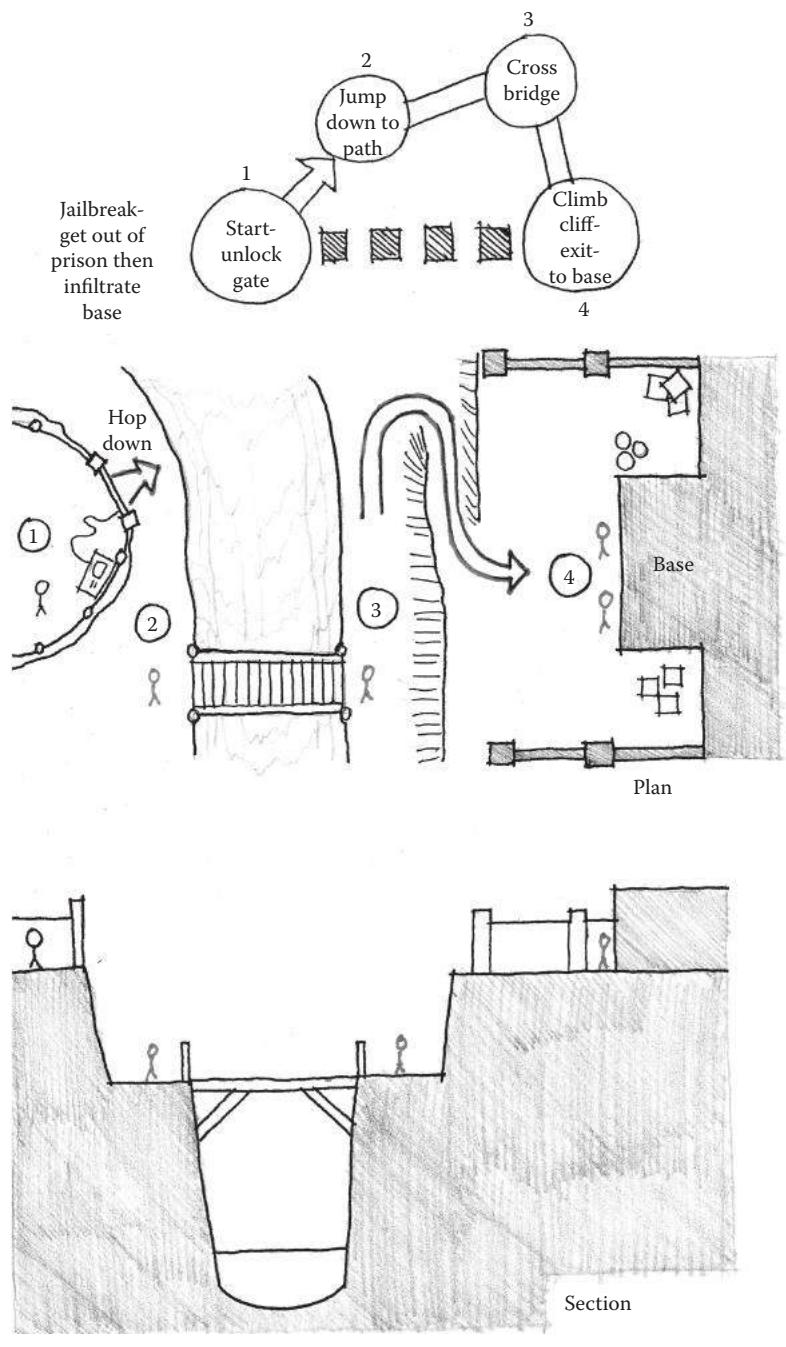 3
2
Cross
bridge
Jump
down to
path
1
Jailbreak-
get out of
prison then
infiltrate
base
Start-
unlock
gate
Climb
cliff-
exit-
to base
4
Hop
down
1
2
3
4
Base
Plan
Section